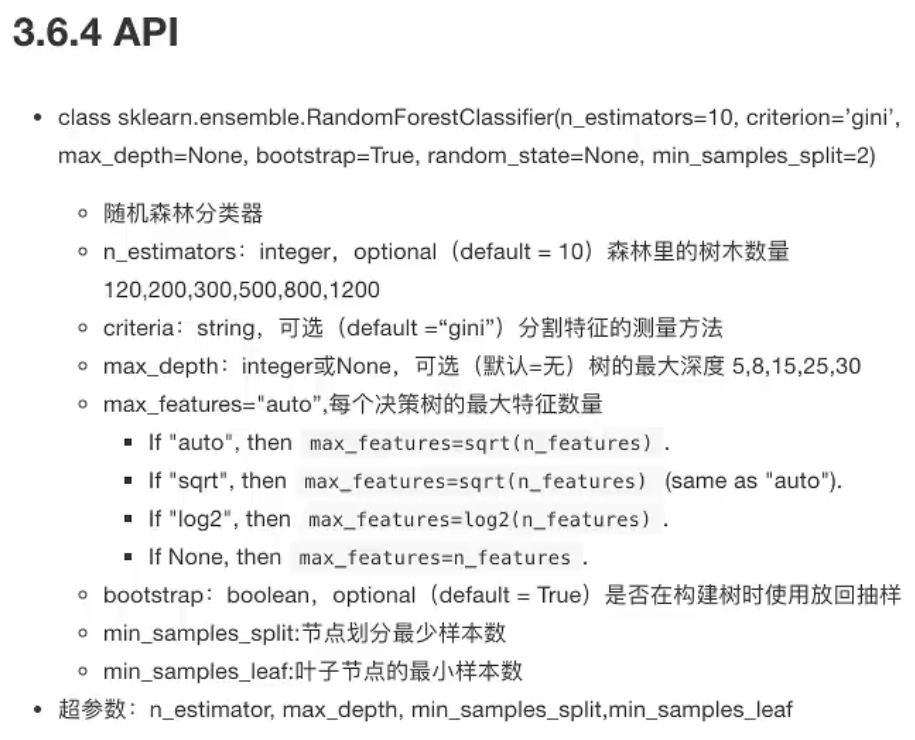 3.6.4 API
class sklearn.ensemble.RandomForestClassifier(n_estimators=10, criterion=’gini’,
max_depth=None, bootstrap=True, random_state=None, min_samples_split=2)
随机森林分类器
n_estimators：integer，optional（default = 10）森林里的树木数量
120,200,300,500,800,1200
criteria：string，可选（default =“gini”）分割特征的测量方法
max_depth：integer或None，可选（默认=无）树的最大深度 5,8,15,25,30
max_features="auto”,每个决策树的最大特征数量
If "auto", then max_features=sqrt(n_features) .
If "sqrt", then max_features=sqrt(n_features) (same as "auto").
If "log2", then max_features=log2(n_features) .
If None, then max_features=n_features .
bootstrap：boolean，optional（default = True）是否在构建树时使用放回抽样
min_samples_split:节点划分最少样本数
min_samples_leaf:叶子节点的最小样本数
超参数：n_estimator, max_depth, min_samples_split,min_samples_leaf